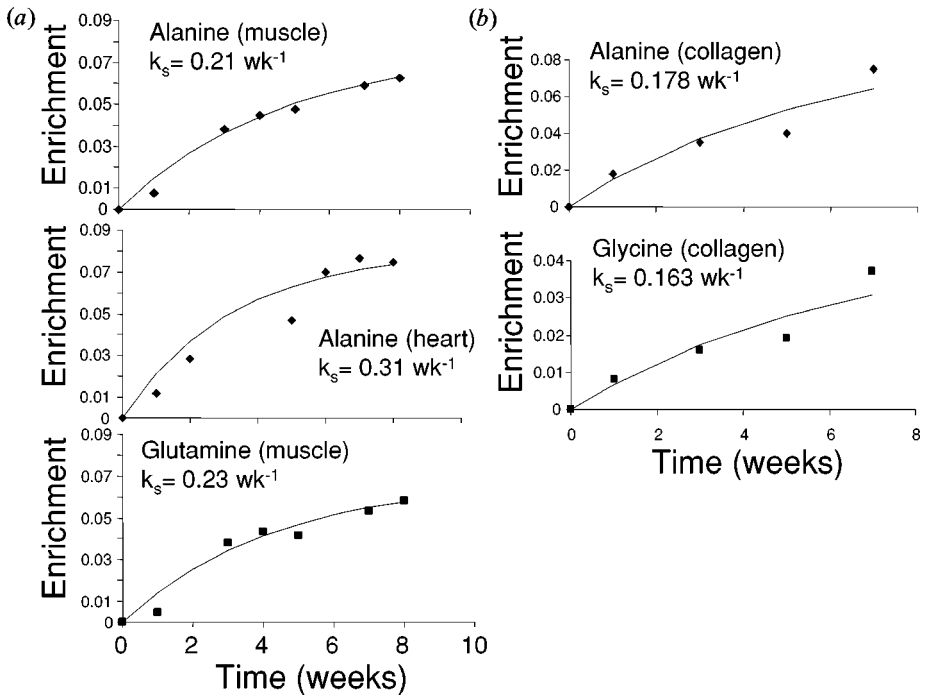 (a)
Enrichment
0.09
0.07
0.05
0.03
0.01
0
Alanine (muscle)
kₛ= 0.21 wk⁻¹
Enrichment
0.09
0.07
0.05
0.03
0.01
0
Alanine (heart)
kₛ= 0.31 wk⁻¹
Enrichment
0.09
0.07
0.05
0.03
0.01
0
Glutamine (muscle)
kₛ= 0.23 wk⁻¹
0 2 4 6 8 10
Time (weeks)
(b)
Enrichment
0.08
0.06
0.04
0.02
0
Alanine (collagen)
kₛ= 0.178 wk⁻¹
Enrichment
0.04
0.03
0.02
0.01
0
Glycine (collagen)
kₛ= 0.163 wk⁻¹
0 2 4 6 8
Time (weeks)